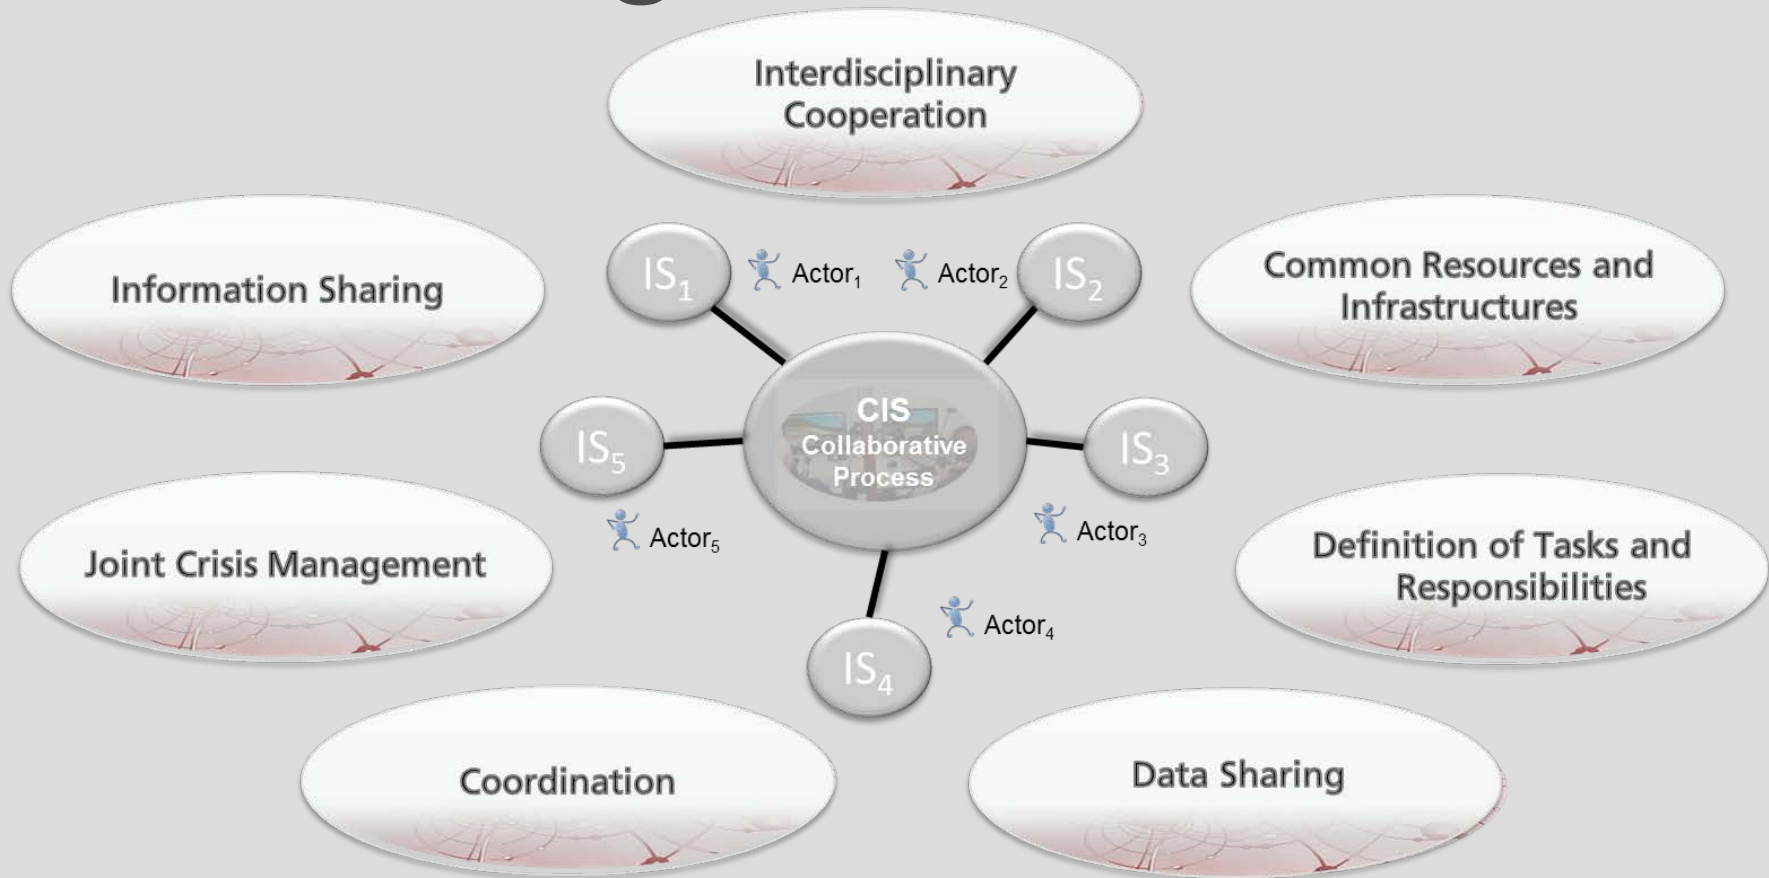 Interdisciplinary
Cooperation
IS₁
Actor₁
Actor₂
IS₂
Information Sharing
Common Resources and
Infrastructures
CIS
Collaborative
Process
IS₅
IS₃
Actor₅
Actor₃
Joint Crisis Management
Definition of Tasks and
Responsibilities
Actor₄
IS₄
Coordination
Data Sharing